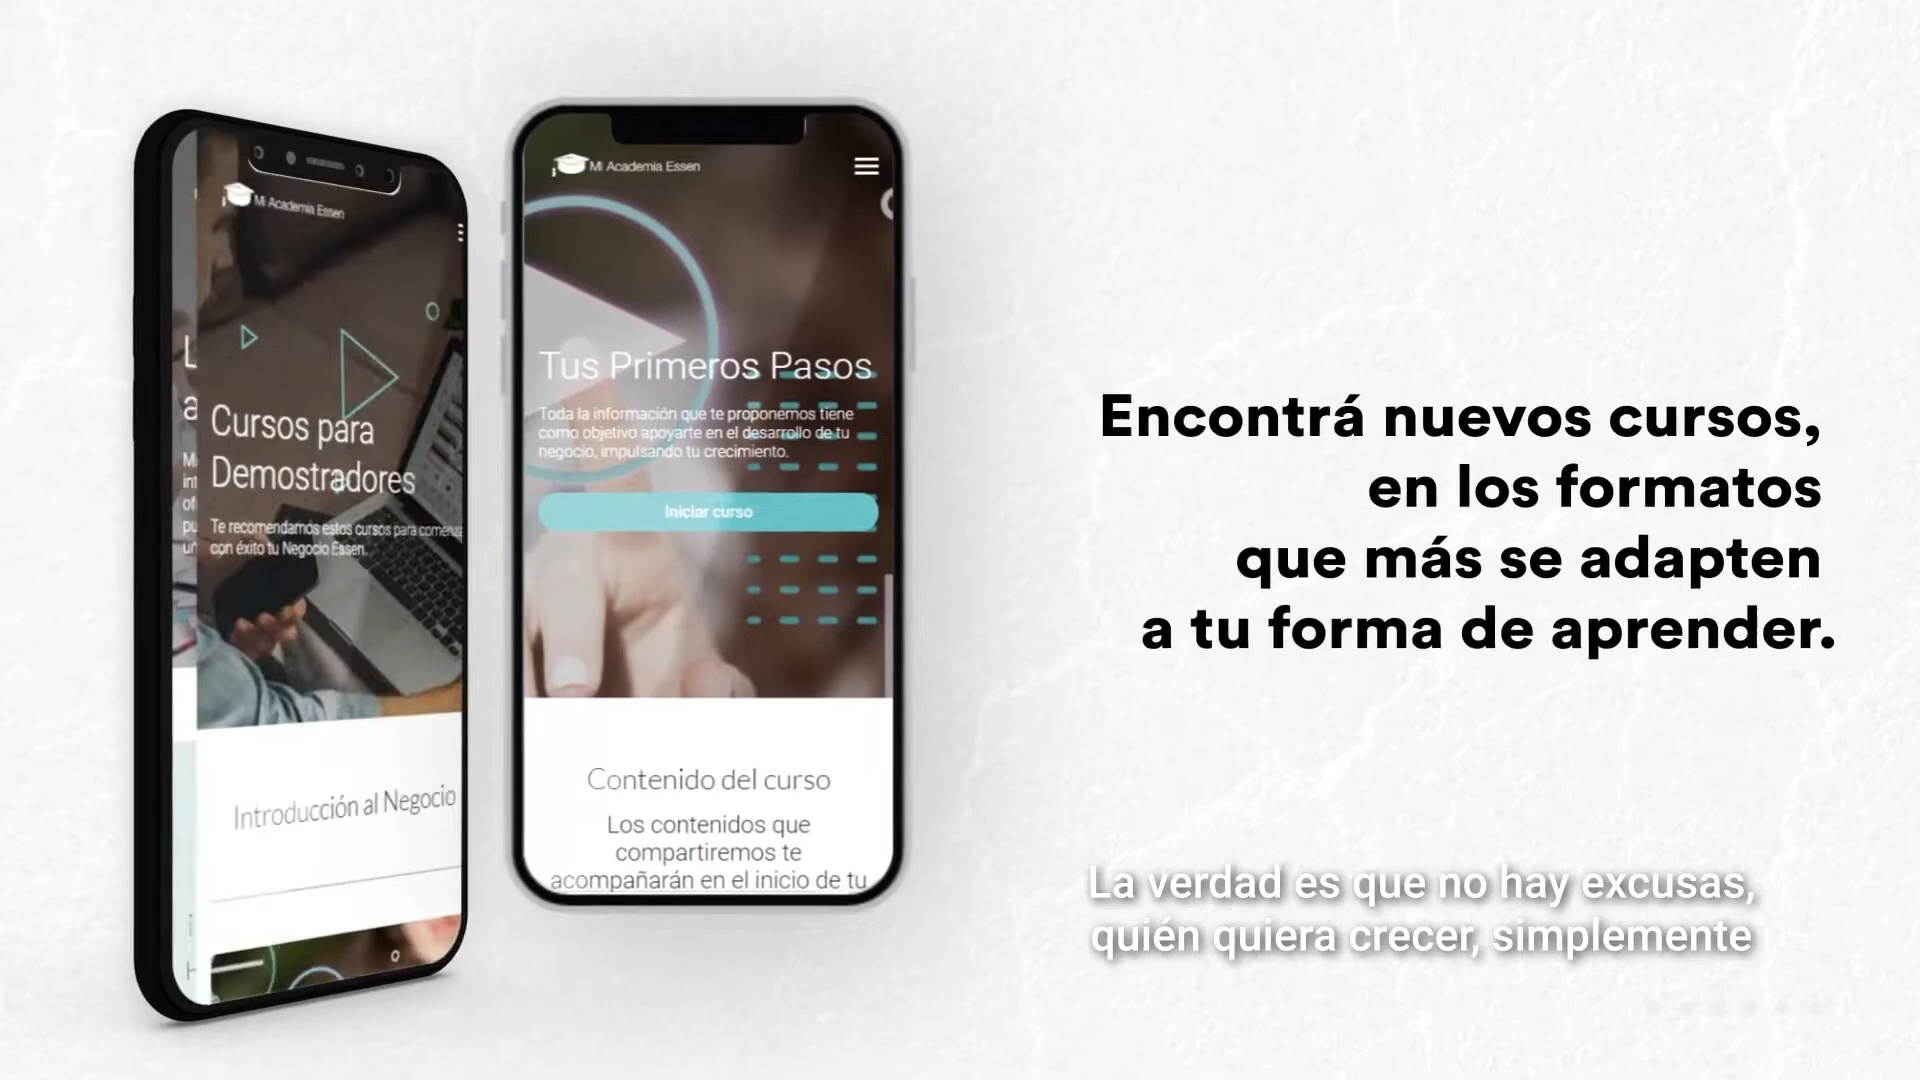 Mi Academia Essen
Cursos para
Demostradores
Te recomendamos estos cursos para
con éxito tu Negocio Essen.
Introducción al Negocio
Mi Academia Essen
Tus Primeros Pasos
Toda la información que te proponemos tiene
como objetivo apoyarte en el desarrollo de tu
negocio, impulsando tu crecimiento.
Iniciar curso
Contenido del curso
Los contenidos que
compartiremos te
acompañarán en el inicio de tu
Encontrá nuevos cursos,
en los formatos
que más se adapten
a tu forma de aprender.
La verdad es que no hay excusas,
quién quiera crecer, simplemente